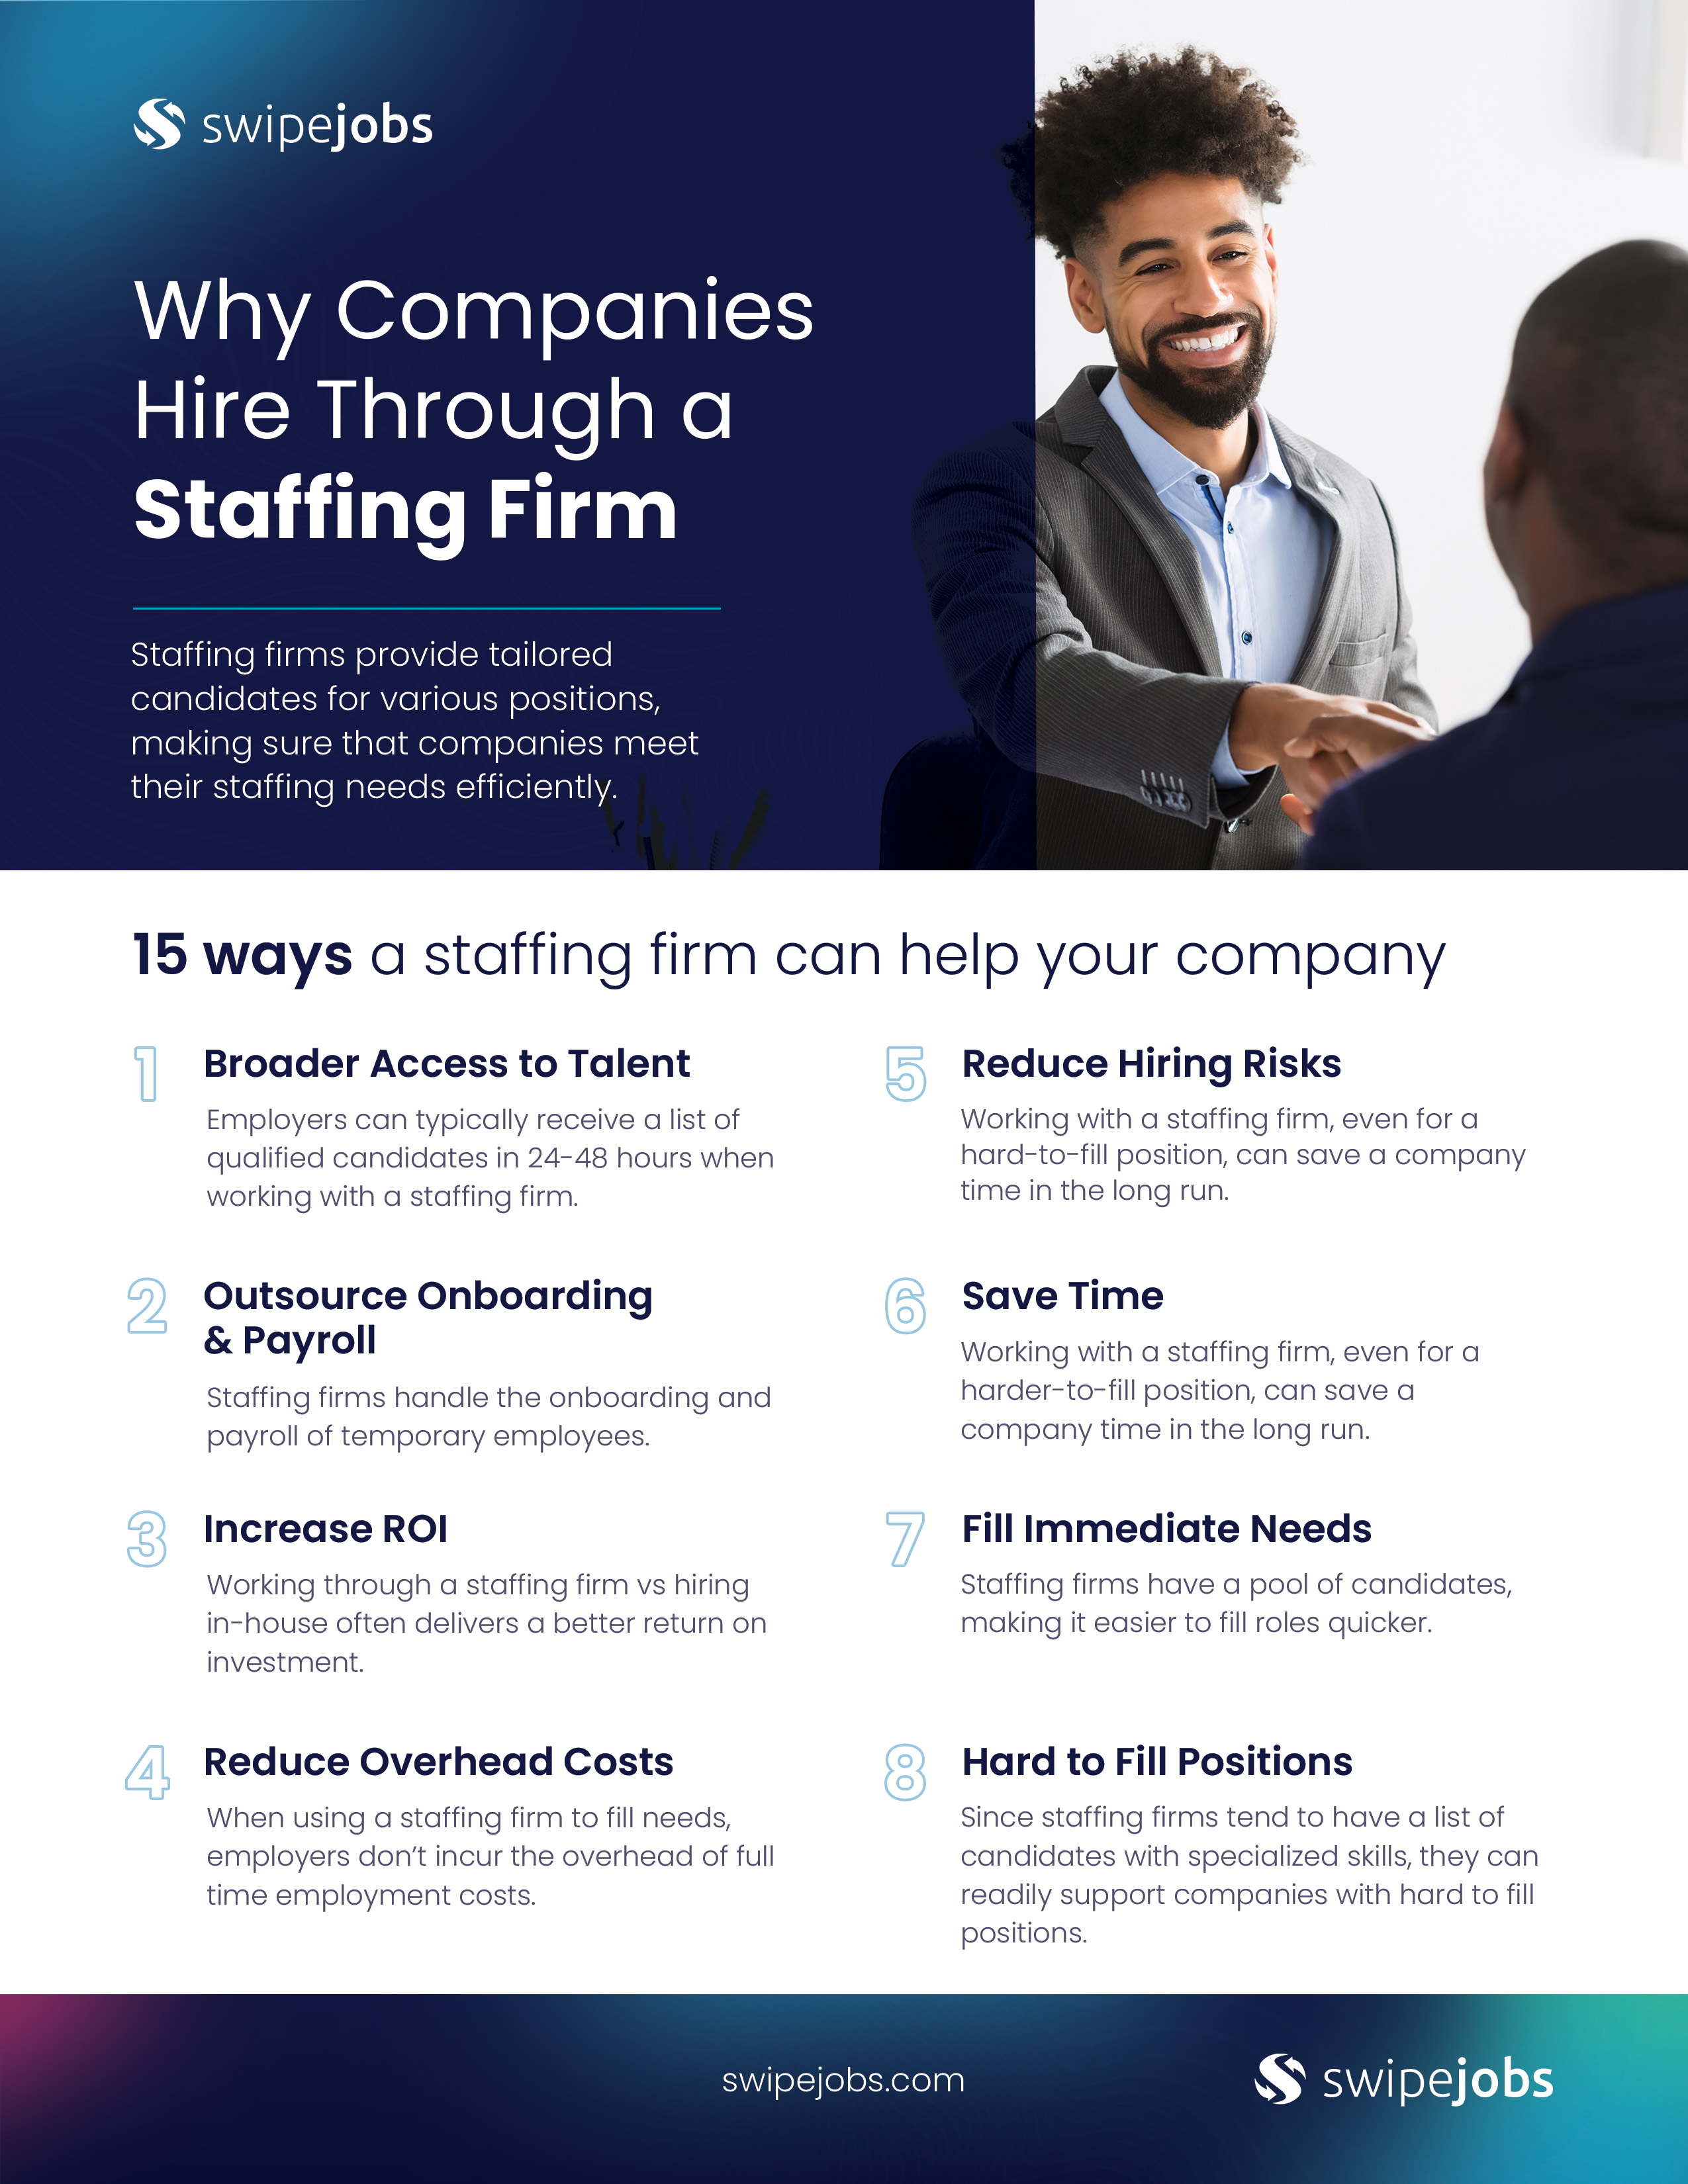 swipejobs
Why Companies
Hire Through a
Staffing Firm
Staffing firms provide tailored
candidates for various positions,
making sure that companies meet
their staffing needs efficiently.
15 ways a staffing firm can help your company
1
Broader Access to Talent
Employers can typically receive a list of
qualified candidates in 24-48 hours when
working with a staffing firm.
2
Outsource Onboarding
& Payroll
Staffing firms handle the onboarding and
payroll of temporary employees.
3
Increase ROI
Working through a staffing firm vs hiring
in-house often delivers a better return on
investment.
4
Reduce Overhead Costs
When using a staffing firm to fill needs,
employers don’t incur the overhead of full
time employment costs.
5
Reduce Hiring Risks
Working with a staffing firm, even for a
hard-to-fill position, can save a company
time in the long run.
6
Save Time
Working with a staffing firm, even for a
harder-to-fill position, can save a
company time in the long run.
7
Fill Immediate Needs
Staffing firms have a pool of candidates,
making it easier to fill roles quicker.
8
Hard to Fill Positions
Since staffing firms tend to have a list of
candidates with specialized skills, they can
readily support companies with hard to fill
positions.
swipejobs.com
swipejobs